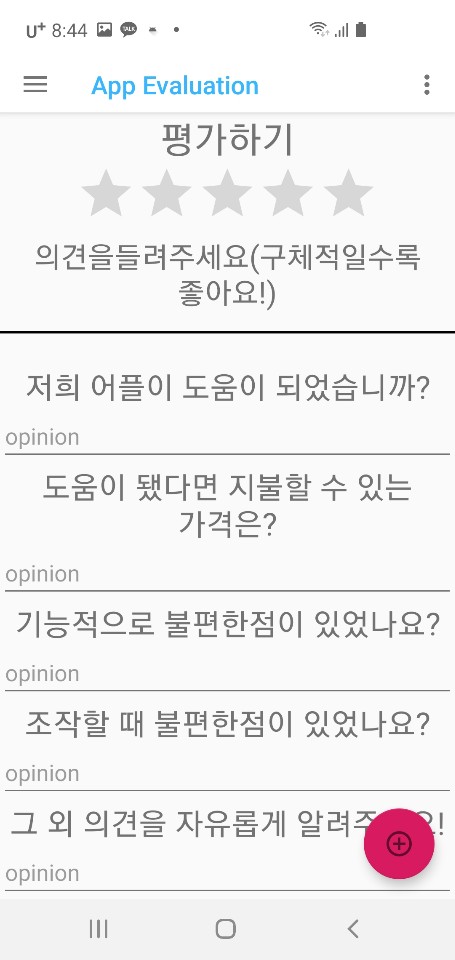 U+ 8:44 TALK
App Evaluation
평가하기
의견을들려주세요(구체적일수록
좋아요!)
저희 어플이 도움이 되었습니까?
opinion
도움이 됐다면 지불할 수 있는
가격은?
opinion
기능적으로 불편한점이 있었나요?
opinion
조작할 때 불편한점이 있었나요?
opinion
그 외 의견을 자유롭게
opinion